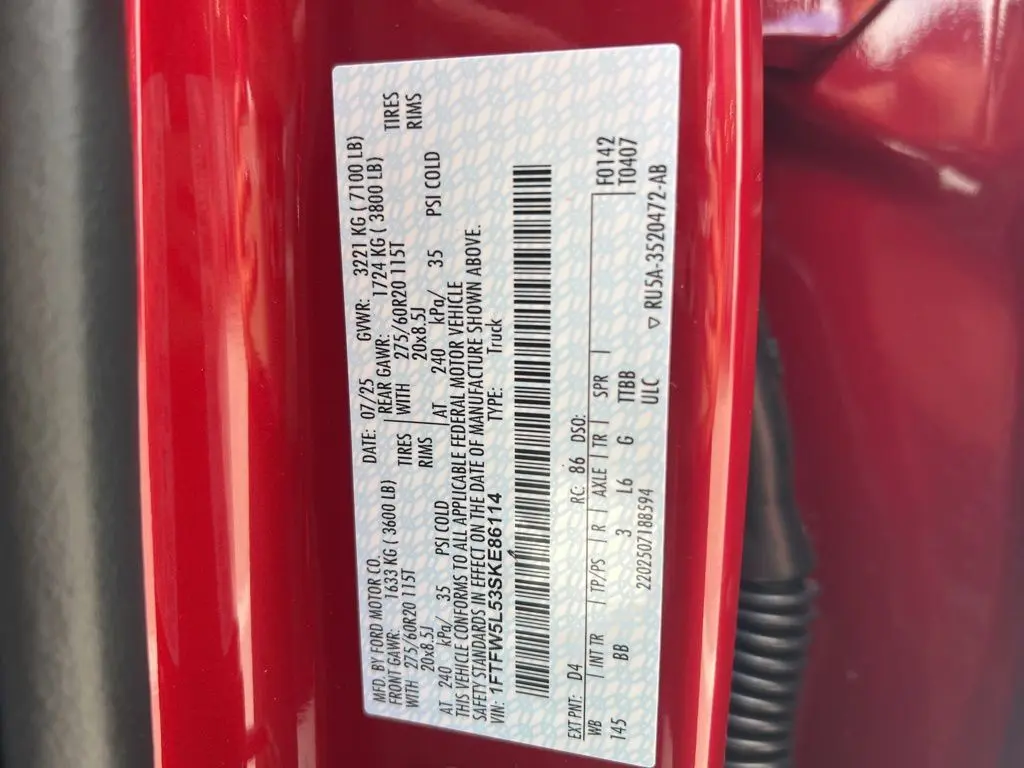 MFD. BY FORD MOTOR CO.
DATE: 07/25 GVWR: 3221 KG ( 7100 LB)
FRONT GAWR: 1633 KG ( 3600 LB)
REAR GAWR: 1724 KG ( 3800 LB)
WITH 275/60R20 115T TIRES
WITH 275/60R20 115T TIRES
20x8.5J RIMS
20x8.5J RIMS
AT 240 kPa/ 35 PSI COLD
AT 240 kPa/ 35 PSI COLD
THIS VEHICLE CONFORMS TO ALL APPLICABLE FEDERAL MOTOR VEHICLE
SAFETY STANDARDS IN EFFECT ON THE DATE OF MANUFACTURE SHOWN ABOVE.
VIN: 1FTFW5L53SKE86114 TYPE: Truck
EXT PNT: D4 RC: 86 DSO:
WB INT TR TP/PS R AXLE TR SPR F0142
145 BB 3 L6 G TTBB T0407
ULC
2202507188594 ▽ RU5A-3520472-AB